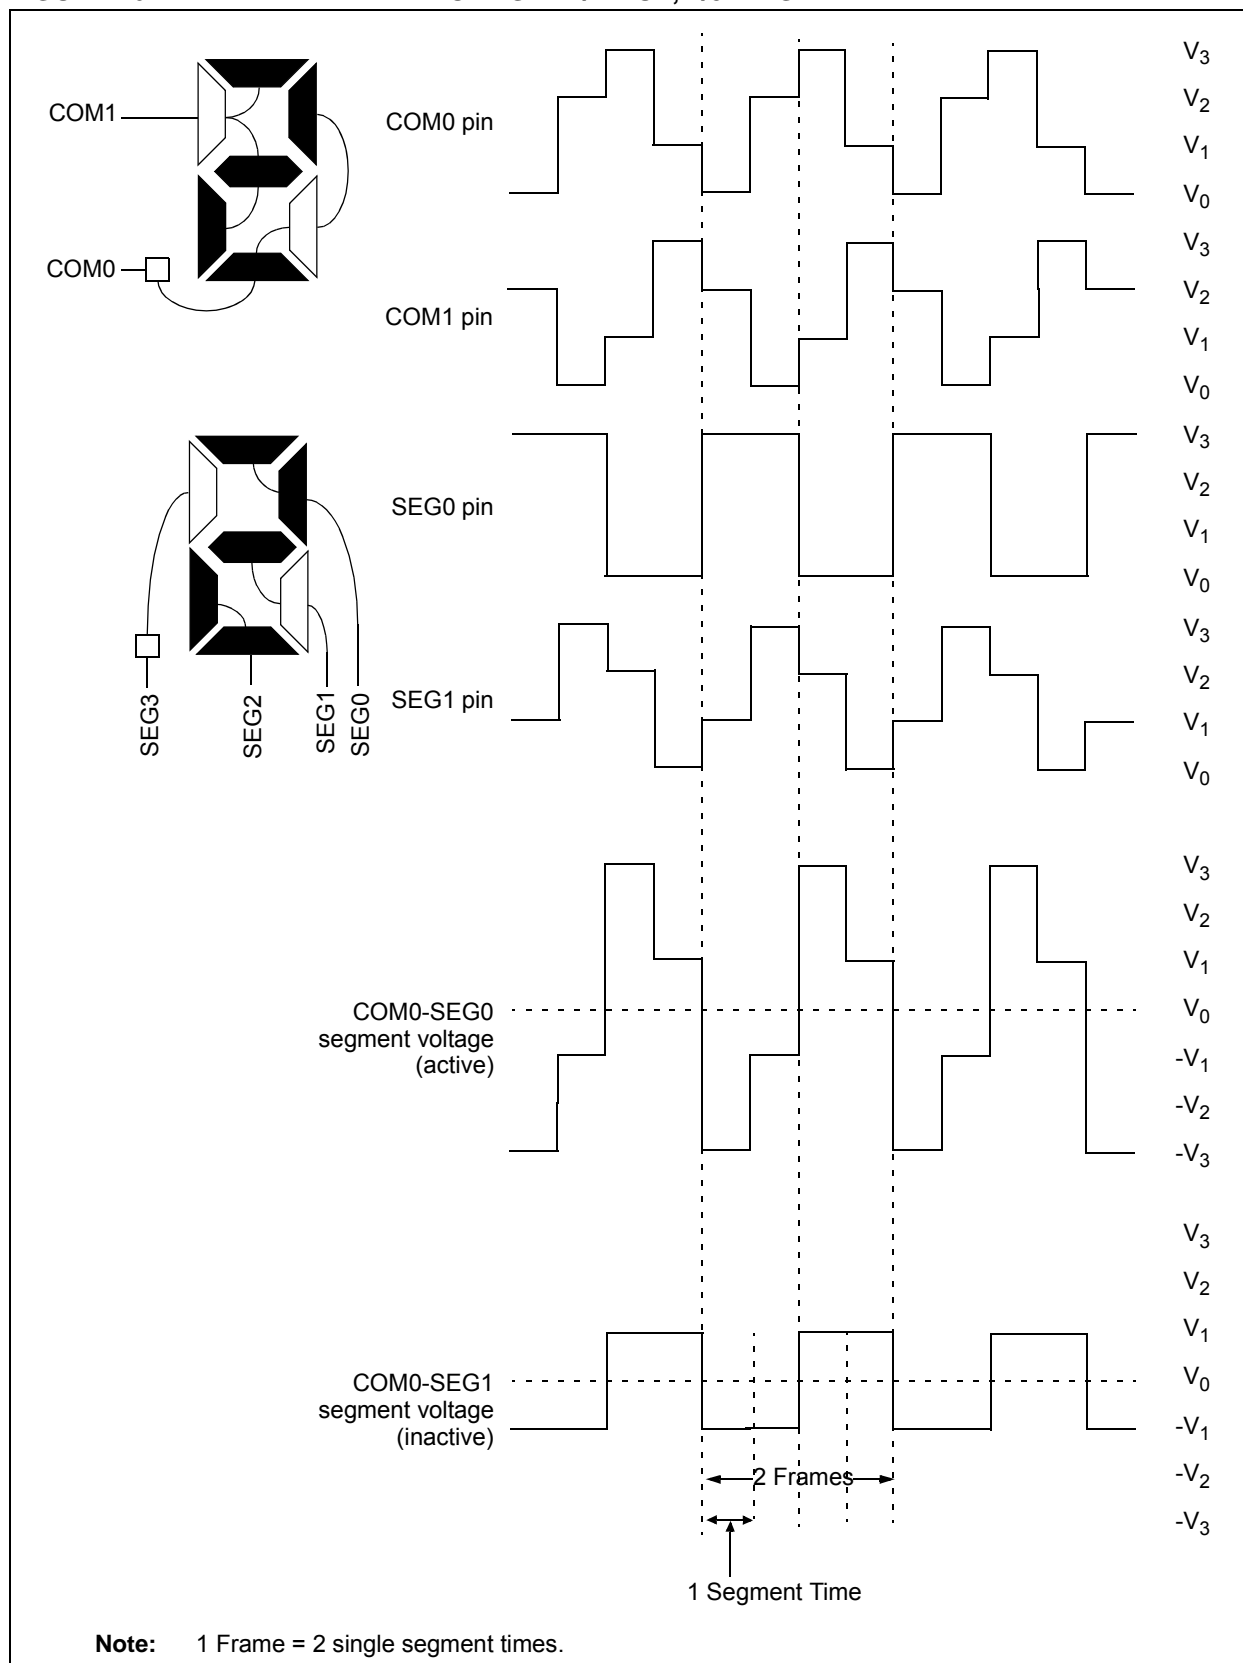 COM1
COM0
COM0 pin
V3
V2
V1
V0
COM1 pin
V3
V2
V1
V0
SEG0 pin
V3
V2
V1
V0
SEG3
SEG2
SEG1
SEG0
SEG1 pin
V3
V2
V1
V0
COM0-SEG0
segment voltage
(active)
V3
V2
V1
V0
-V1
-V2
-V3
COM0-SEG1
segment voltage
(inactive)
V3
V2
V1
V0
-V1
-V2
-V3
2 Frames
1 Segment Time
Note: 1 Frame = 2 single segment times.